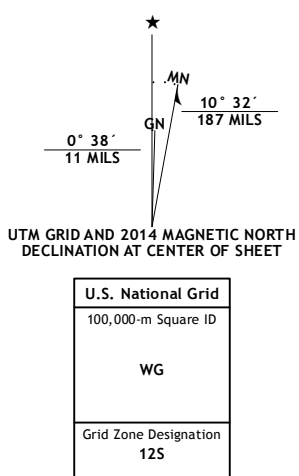 ★
MN
GN
10° 32´
187 MILS
0° 38´
11 MILS
UTM GRID AND 2014 MAGNETIC NORTH
DECLINATION AT CENTER OF SHEET
U.S. National Grid
100,000-m Square ID
WG
Grid Zone Designation
12S